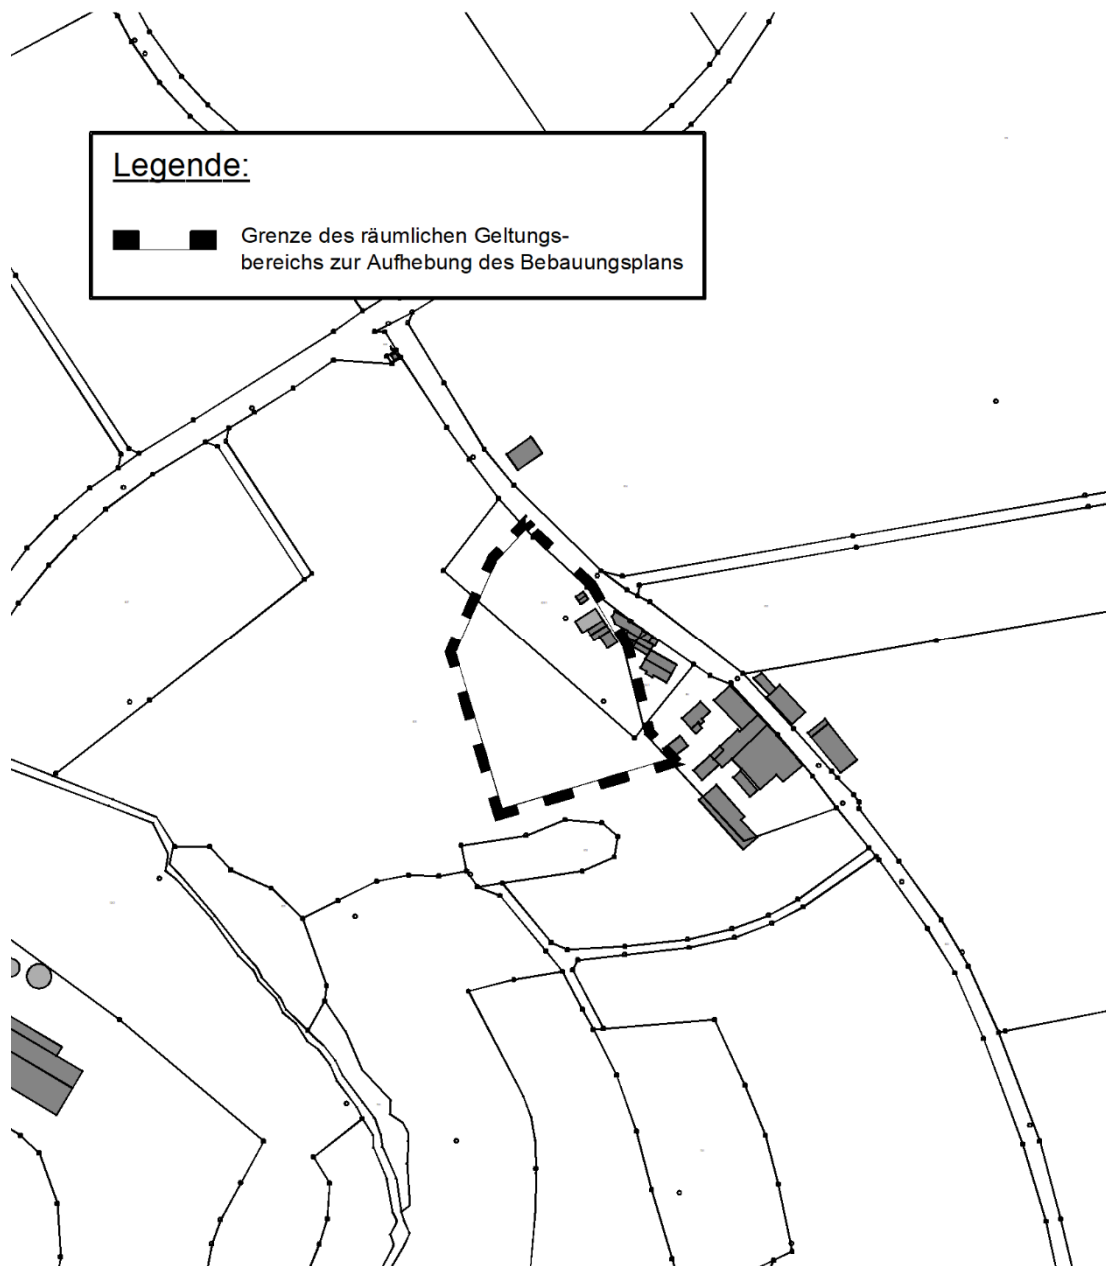 Legende:
Grenze des räumlichen Geltungs-
bereichs zur Aufhebung des Bebauungsplans